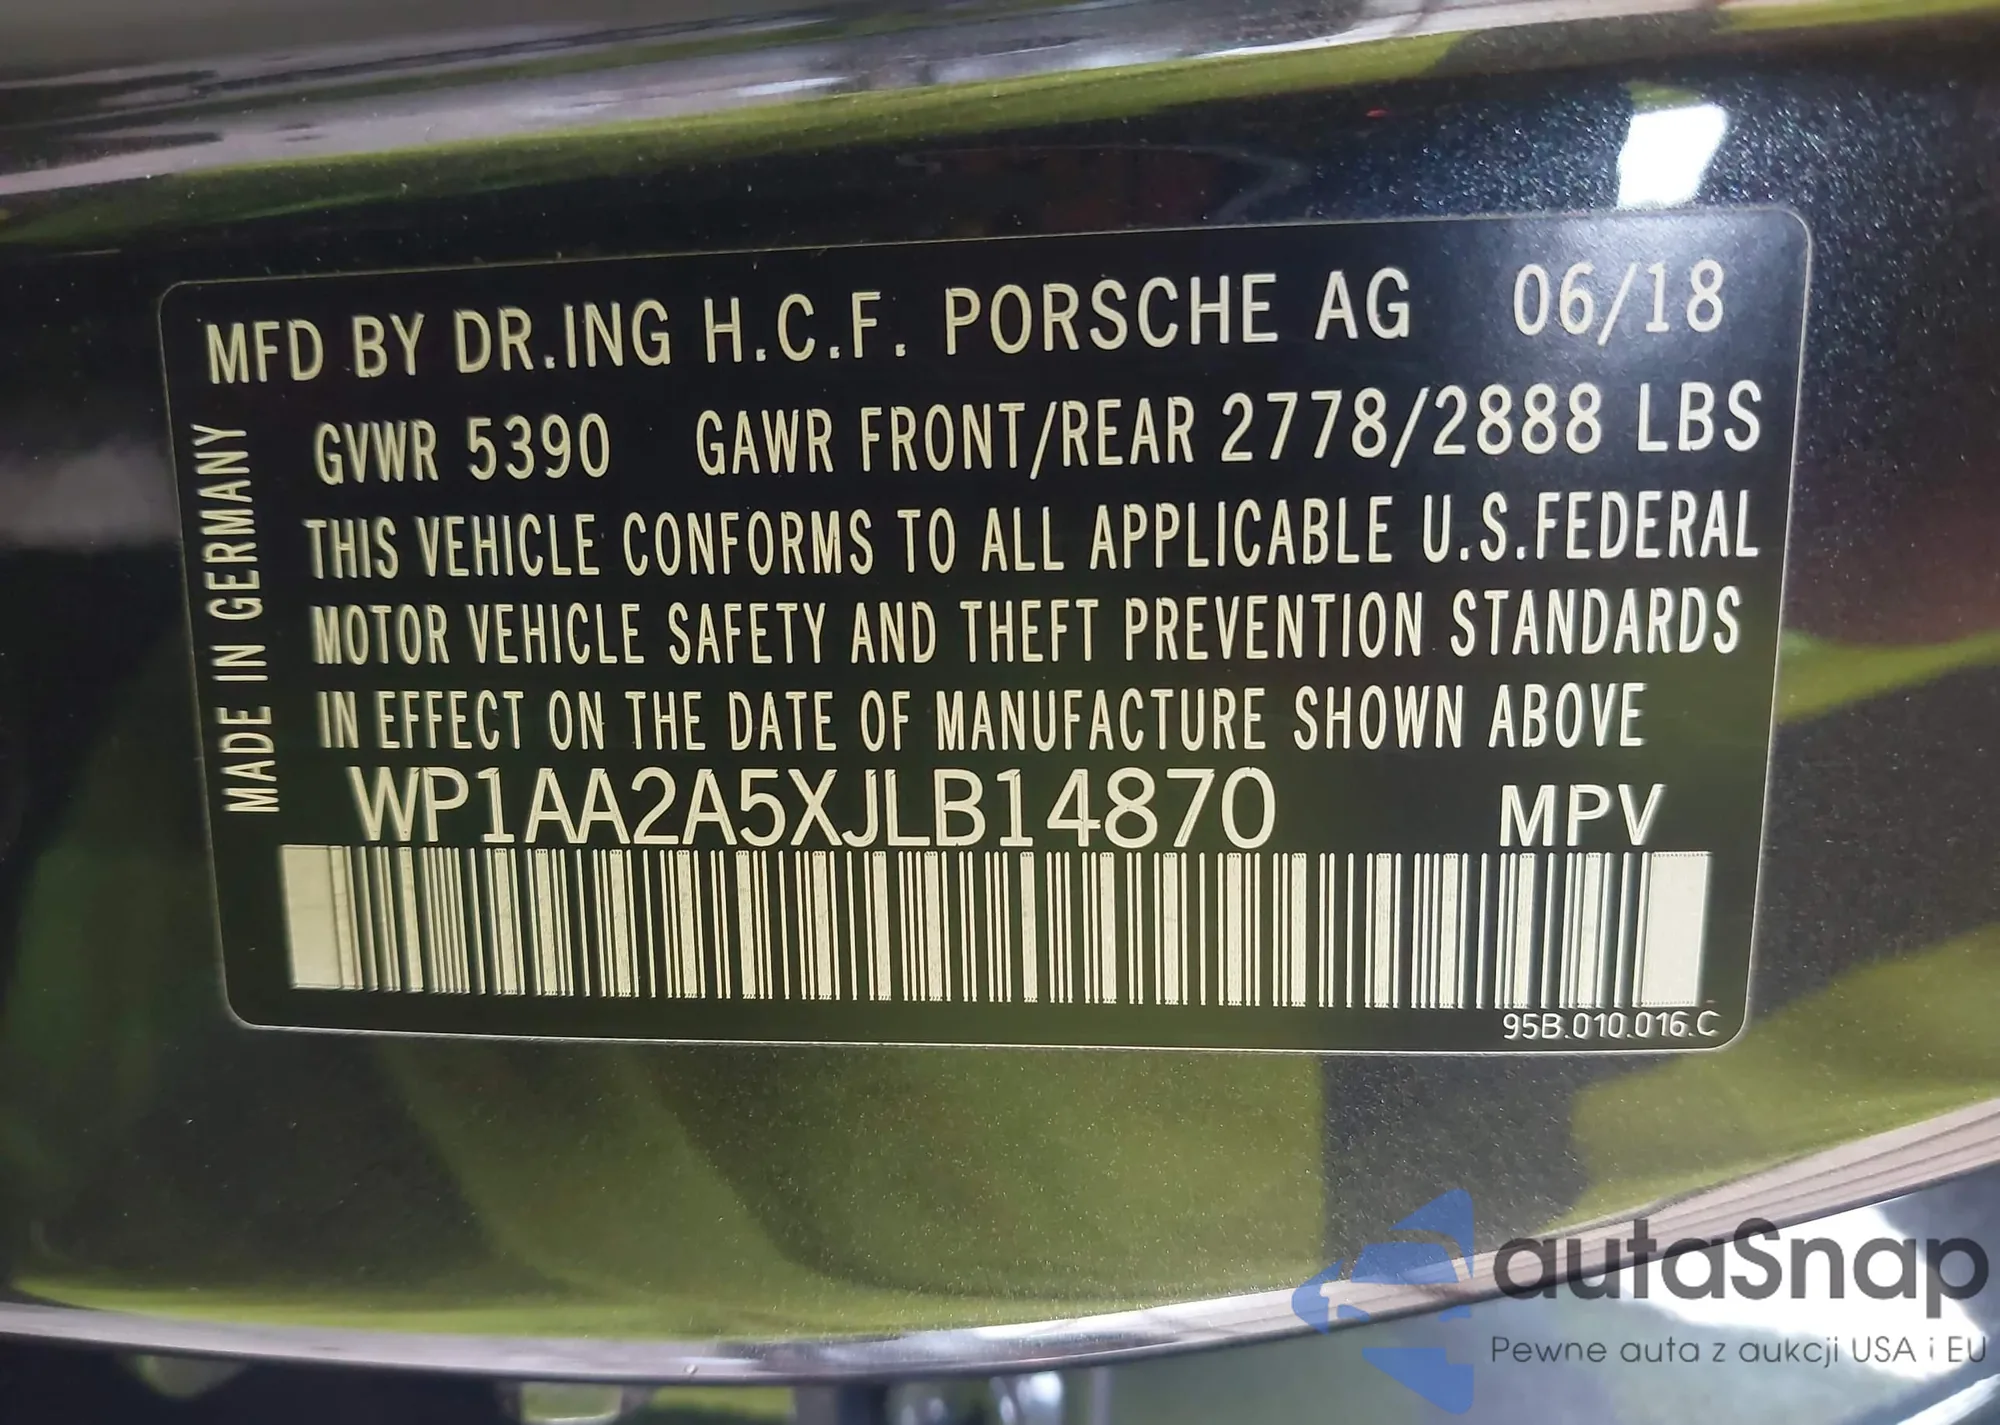 MFD BY DR.ING H.C.F. PORSCHE AG 06/18
GVWR 5390 GAWR FRONT/REAR 2778/2888 LBS
THIS VEHICLE CONFORMS TO ALL APPLICABLE U.S.FEDERAL
MOTOR VEHICLE SAFETY AND THEFT PREVENTION STANDARDS
IN EFFECT ON THE DATE OF MANUFACTURE SHOWN ABOVE
WP1AA2A5XJLB14870 MPV
95B.010.016.C
MADE IN GERMANY
autaSnap
Pewne auta z aukcji USA i EU